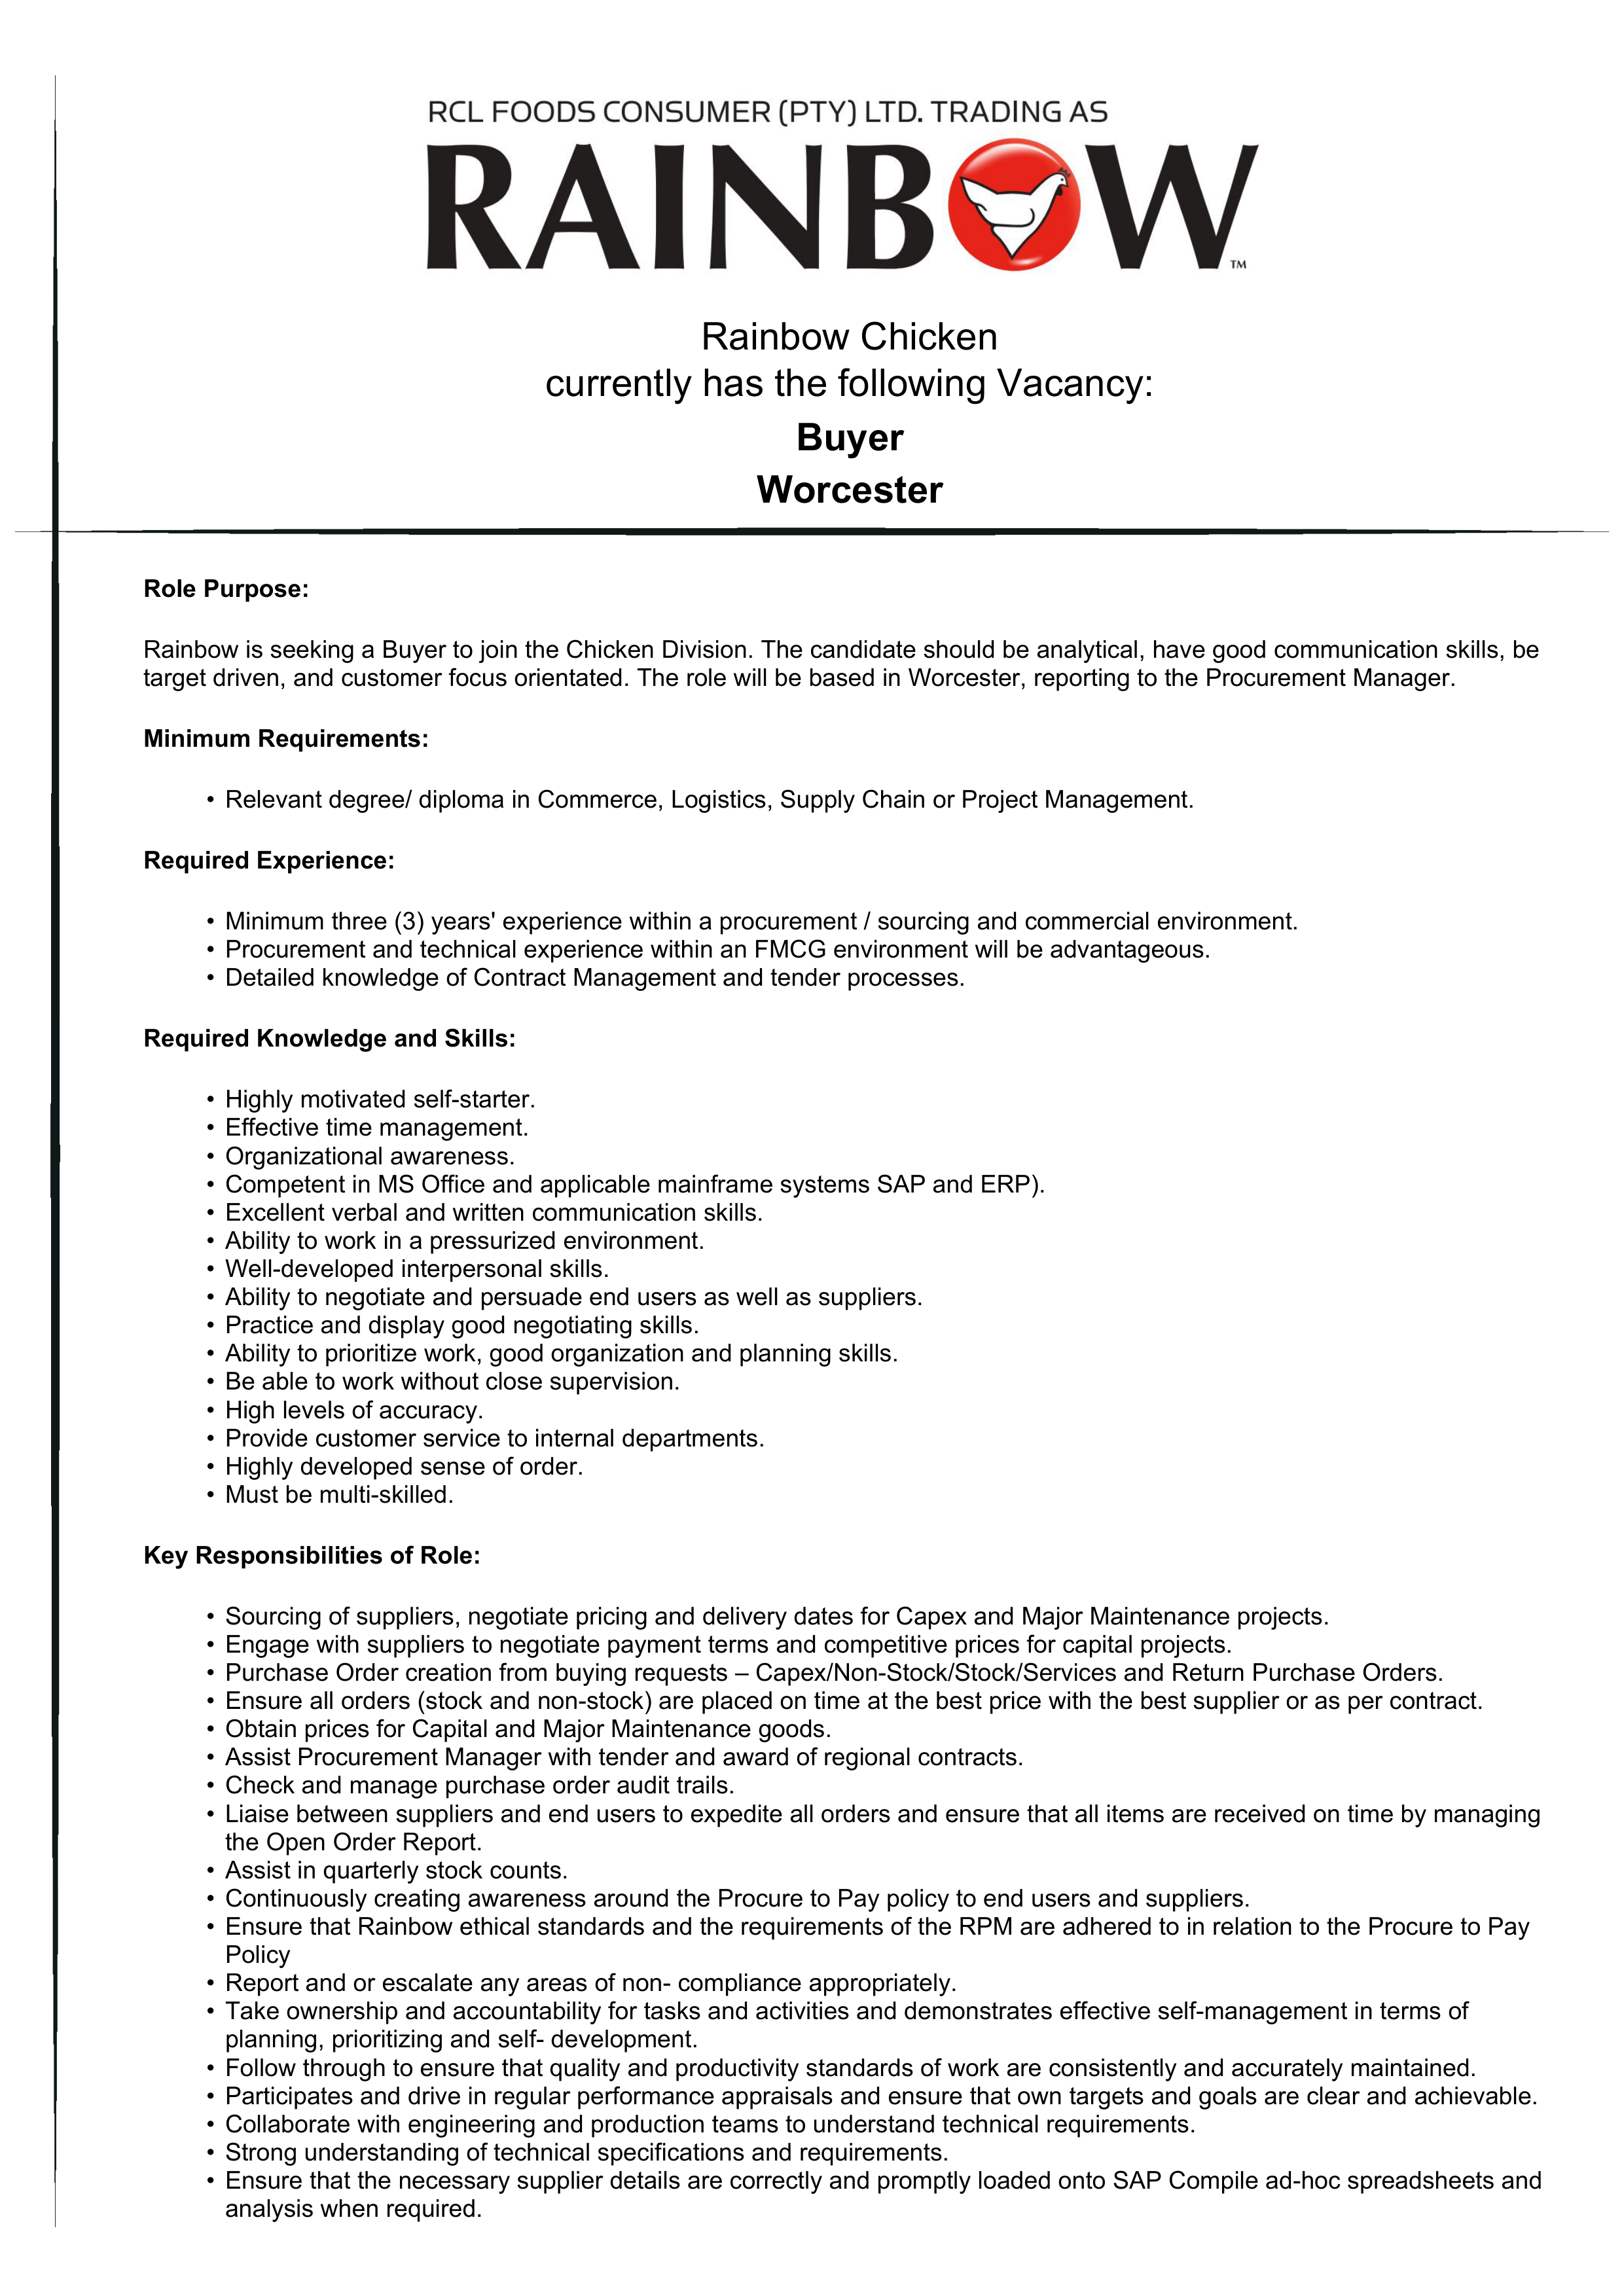 RCL FOODS CONSUMER (PTY) LTD. TRADING AS
RAINBOW™
Rainbow Chicken
currently has the following Vacancy:
Buyer
Worcester
Role Purpose:
Rainbow is seeking a Buyer to join the Chicken Division. The candidate should be analytical, have good communication skills, be
target driven, and customer focus orientated. The role will be based in Worcester, reporting to the Procurement Manager.
Minimum Requirements:
• Relevant degree/ diploma in Commerce, Logistics, Supply Chain or Project Management.
Required Experience:
• Minimum three (3) years' experience within a procurement / sourcing and commercial environment.
• Procurement and technical experience within an FMCG environment will be advantageous.
• Detailed knowledge of Contract Management and tender processes.
Required Knowledge and Skills:
• Highly motivated self-starter.
• Effective time management.
• Organizational awareness.
• Competent in MS Office and applicable mainframe systems SAP and ERP).
• Excellent verbal and written communication skills.
• Ability to work in a pressurized environment.
• Well-developed interpersonal skills.
• Ability to negotiate and persuade end users as well as suppliers.
• Practice and display good negotiating skills.
• Ability to prioritize work, good organization and planning skills.
• Be able to work without close supervision.
• High levels of accuracy.
• Provide customer service to internal departments.
• Highly developed sense of order.
• Must be multi-skilled.
Key Responsibilities of Role:
• Sourcing of suppliers, negotiate pricing and delivery dates for Capex and Major Maintenance projects.
• Engage with suppliers to negotiate payment terms and competitive prices for capital projects.
• Purchase Order creation from buying requests – Capex/Non-Stock/Stock/Services and Return Purchase Orders.
• Ensure all orders (stock and non-stock) are placed on time at the best price with the best supplier or as per contract.
• Obtain prices for Capital and Major Maintenance goods.
• Assist Procurement Manager with tender and award of regional contracts.
• Check and manage purchase order audit trails.
• Liaise between suppliers and end users to expedite all orders and ensure that all items are received on time by managing
the Open Order Report.
• Assist in quarterly stock counts.
• Continuously creating awareness around the Procure to Pay policy to end users and suppliers.
• Ensure that Rainbow ethical standards and the requirements of the RPM are adhered to in relation to the Procure to Pay
Policy
• Report and or escalate any areas of non- compliance appropriately.
• Take ownership and accountability for tasks and activities and demonstrates effective self-management in terms of
planning, prioritizing and self- development.
• Follow through to ensure that quality and productivity standards of work are consistently and accurately maintained.
• Participates and drive in regular performance appraisals and ensure that own targets and goals are clear and achievable.
• Collaborate with engineering and production teams to understand technical requirements.
• Strong understanding of technical specifications and requirements.
• Ensure that the necessary supplier details are correctly and promptly loaded onto SAP Compile ad-hoc spreadsheets and
analysis when required.